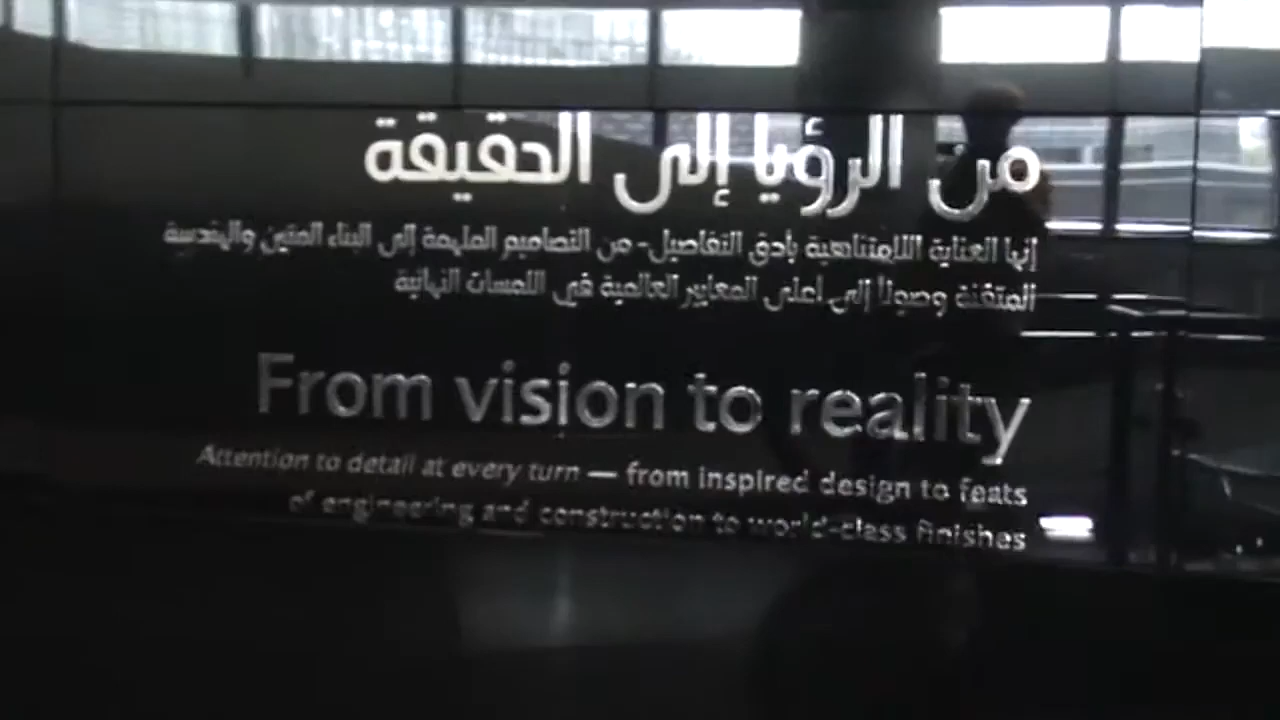 من الرؤيا إلى الحقيقة
إنها العناية اللامتناهية بأدق التفاصيل- من التصاميم الملهمة إلى البناء المتين والهندسة
المتقنة وصولاً إلى أعلى المعايير العالمية في اللمسات النهائية
From vision to reality
Attention to detail at every turn — from inspired design to feats
of engineering and construction to world-class finishes